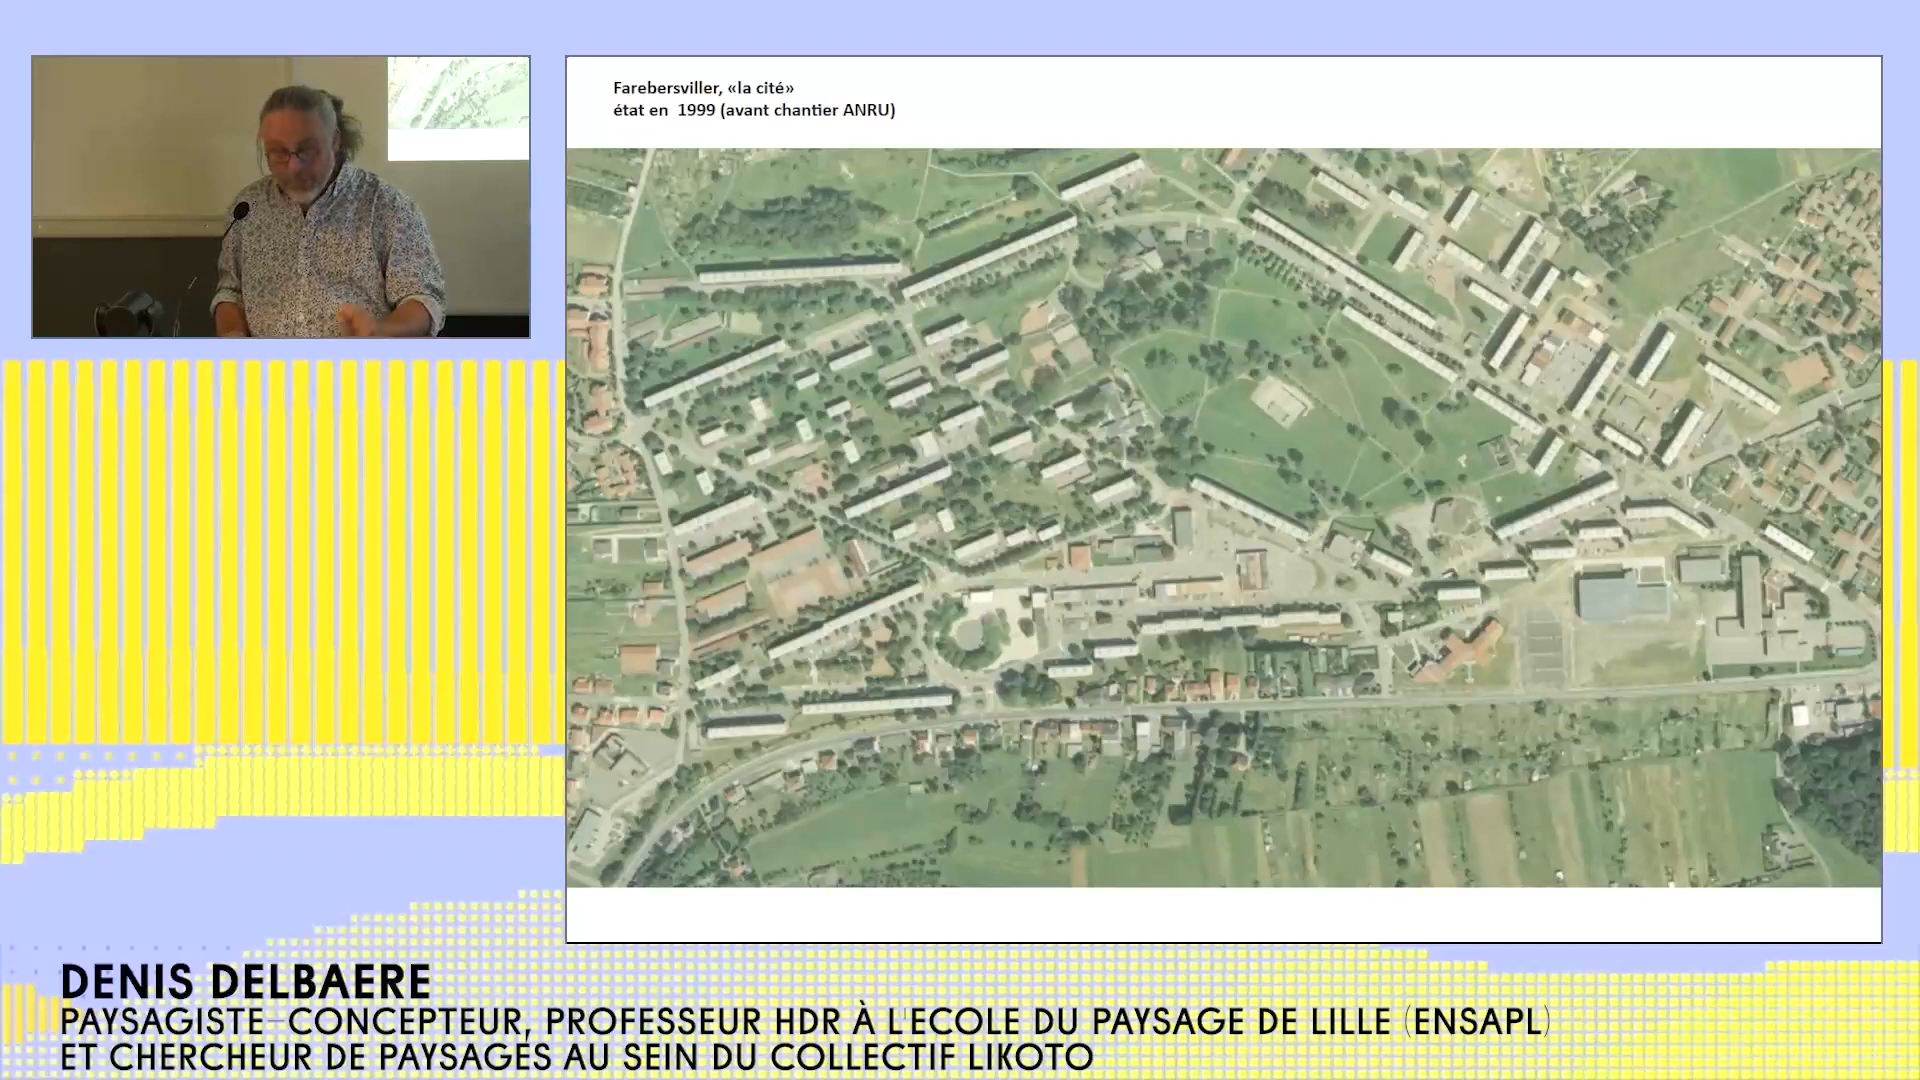 Farebersviller, «la cité»
état en 1999 (avant chantier ANRU)
DENIS DELBAERE
PAYSAGISTE-CONCEPTEUR, PROFESSEUR HDR À L'ECOLE DU PAYSAGE DE LILLE (ENSAPL)
ET CHERCHEUR DE PAYSAGES AU SEIN DU COLLECTIF LIKOTO